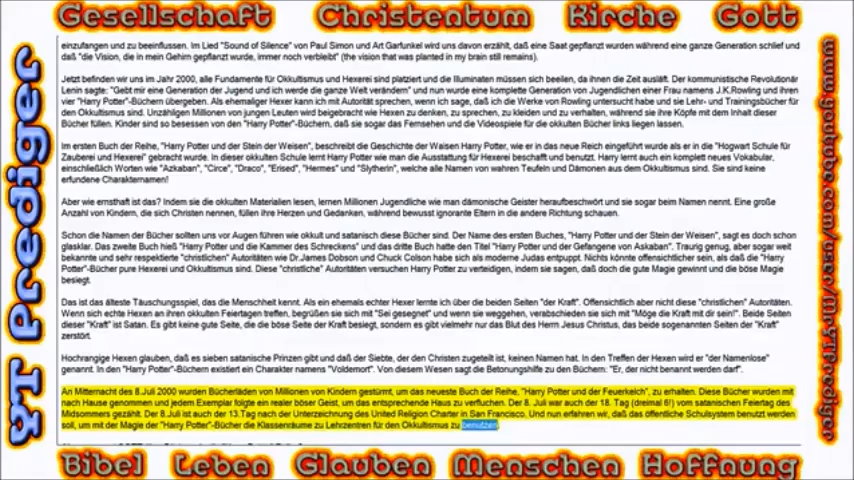 Gesellschaft Christentum Kirche Gott
einzufangen und zu beeinflussen. Im Lied "Sound of Silence" von Paul Simon und Art Garfunkel wird uns davon erzählt, daß eine Saat gepflanzt wurden während eine ganze Generation schlief und
daß "die Vision, die in mein Gehirn gepflanzt wurde, immer noch verbleibt" (the vision that was planted in my brain still remains).
Jetzt befinden wir uns im Jahr 2000, alle Fundamente für Okkultismus und Hexerei sind platziert und die Illuminaten müssen sich beeilen, da ihnen die Zeit ausläft. Der kommunistische Revolutionär
Lenin sagte: "Gebt mir eine Generation der Jugend und ich werde die ganze Welt verändern" und nun wurde eine komplette Generation von Jugendlichen einer Frau namens J.K.Rowling und ihren
vier "Harry Potter"-Büchern übergeben. Als ehemaliger Hexer kann ich mit Autorität sprechen, wenn ich sage, daß ich die Werke von Rowling untersucht habe und sie Lehr- und Trainingsbücher für
den Okkultismus sind. Unzähligen Millionen von jungen Leuten wird beigebracht wie Hexen zu denken, zu sprechen, zu kleiden und zu verhalten, während sie ihre Köpfe mit dem Inhalt dieser
Bücher füllen. Kinder sind so besessen von den "Harry Potter"-Büchern, daß sie sogar das Fernsehen und die Videospiele für die okkulten Bücher links liegen lassen.
Im ersten Buch der Reihe, "Harry Potter und der Stein der Weisen", beschreibt die Geschichte der Waisen Harry Potter, wie er in das neue Reich eingeführt wurde als er in die "Hogwart Schule für
Zauberei und Hexerei" gebracht wurde. In dieser okkulten Schule lernt Harry Potter wie man die Ausstattung für Hexerei beschafft und benutzt. Harry lernt auch ein komplett neues Vokabular,
einschließlich Worten wie "Azkaban", "Circe", "Draco", "Erised", "Hermes" und "Slytherin", welche alle Namen von wahren Teufeln und Dämonen aus dem Okkultismus sind. Sie sind keine
erfundene Charakternamen!
Aber wie ernsthaft ist das? Indem sie die okkulten Materialien lesen, lernen Millionen Jugendliche wie man dämonische Geister heraufbeschwört und sie sogar beim Namen nennt. Eine große
Anzahl von Kindern, die sich Christen nennen, füllen ihre Herzen und Gedanken, während bewusst ignorante Eltern in die andere Richtung schauen.
Schon die Namen der Bücher sollten uns vor Augen führen wie okkult und satanisch diese Bücher sind. Der Name des ersten Buches, "Harry Potter und der Stein der Weisen", sagt es doch schon
glasklar. Das zweite Buch hieß "Harry Potter und die Kammer des Schreckens" und das dritte Buch hatte den Titel "Harry Potter und der Gefangene von Askaban". Traurig genug, aber sogar weit
bekannte und sehr respektierte "christlichen" Autoritäten wie Dr.James Dobson und Chuck Colson habe sich als moderne Judas entpuppt. Nichts könnte offensichtlicher sein, als daß die "Harry
Potter"-Bücher pure Hexerei und Okkultismus sind. Diese "christliche" Autoritäten versuchen Harry Potter zu verteidigen, indem sie sagen, daß doch die gute Magie gewinnt und die böse Magie
besiegt.
Das ist das älteste Täuschungsspiel, das die Menschheit kennt. Als ein ehemals echter Hexer lernte ich über die beiden Seiten "der Kraft". Offensichtlich aber nicht diese "christlichen" Autoritäten.
Wenn sich echte Hexen an ihren okkulten Feiertagen treffen, begrüßen sie sich mit "Sei gesegnet" und wenn sie weggehen, verabschieden sie sich mit "Möge die Kraft mit dir sein!". Beide Seiten
dieser "Kraft" ist Satan. Es gibt keine gute Seite, die die böse Seite der Kraft besiegt, sondern es gibt vielmehr nur das Blut des Herrn Jesus Christus, das beide sogenannten Seiten der "Kraft"
zerstört.
Hochrangige Hexen glauben, daß es sieben satanische Prinzen gibt und daß der Siebte, der den Christen zugeteilt ist, keinen Namen hat. In den Treffen der Hexen wird er "der Namenlose"
genannt. In den "Harry Potter"-Büchern existiert ein Charakter namens "Voldemort". Von diesem Wesen sagt die Betonungshilfe zu den Büchern: "Er, der nicht benannt werden darf".
An Mitternacht des 8.Juli 2000 wurden Bücherläden von Millionen von Kindern gestürmt, um das neueste Buch der Reihe, "Harry Potter und der Feuerkelch", zu erhalten. Diese Bücher wurden mit
nach Hause genommen und jedem Exemplar folgte ein realer böser Geist, um das entsprechende Haus zu verfluchen. Der 8. Juli war auch der 18. Tag (dreimal 6!) vom satanischen Feiertag des
Midsommers gezählt. Der 8.Juli ist auch der 13.Tag nach der Unterzeichnung des United Religion Charter in San Francisco. Und nun erfahren wir, daß das öffentliche Schulsystem benutzt werden
soll, um mit der Magie der "Harry Potter"-Bücher die Klassenräume zu Lehrzentren für den Okkultismus zu benutzen.
YT Prediger
www.youtube.com/user/MrYTPrediger
Bibel Leben Glauben Menschen Hoffnung